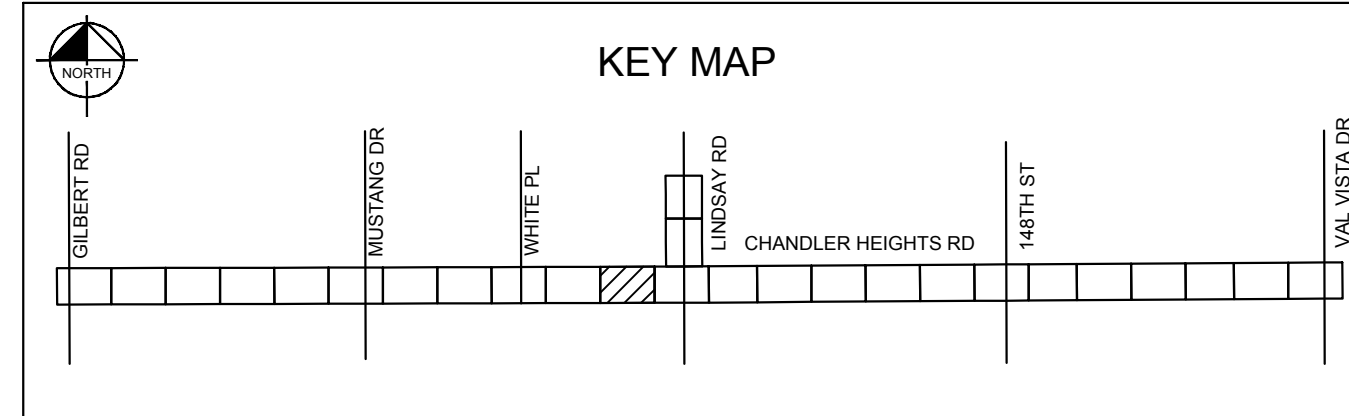 KEY MAP
NORTH
GILBERT RD
MUSTANG DR
WHITE PL
LINDSAY RD
CHANDLER HEIGHTS RD
148TH ST
VAL VISTA DR